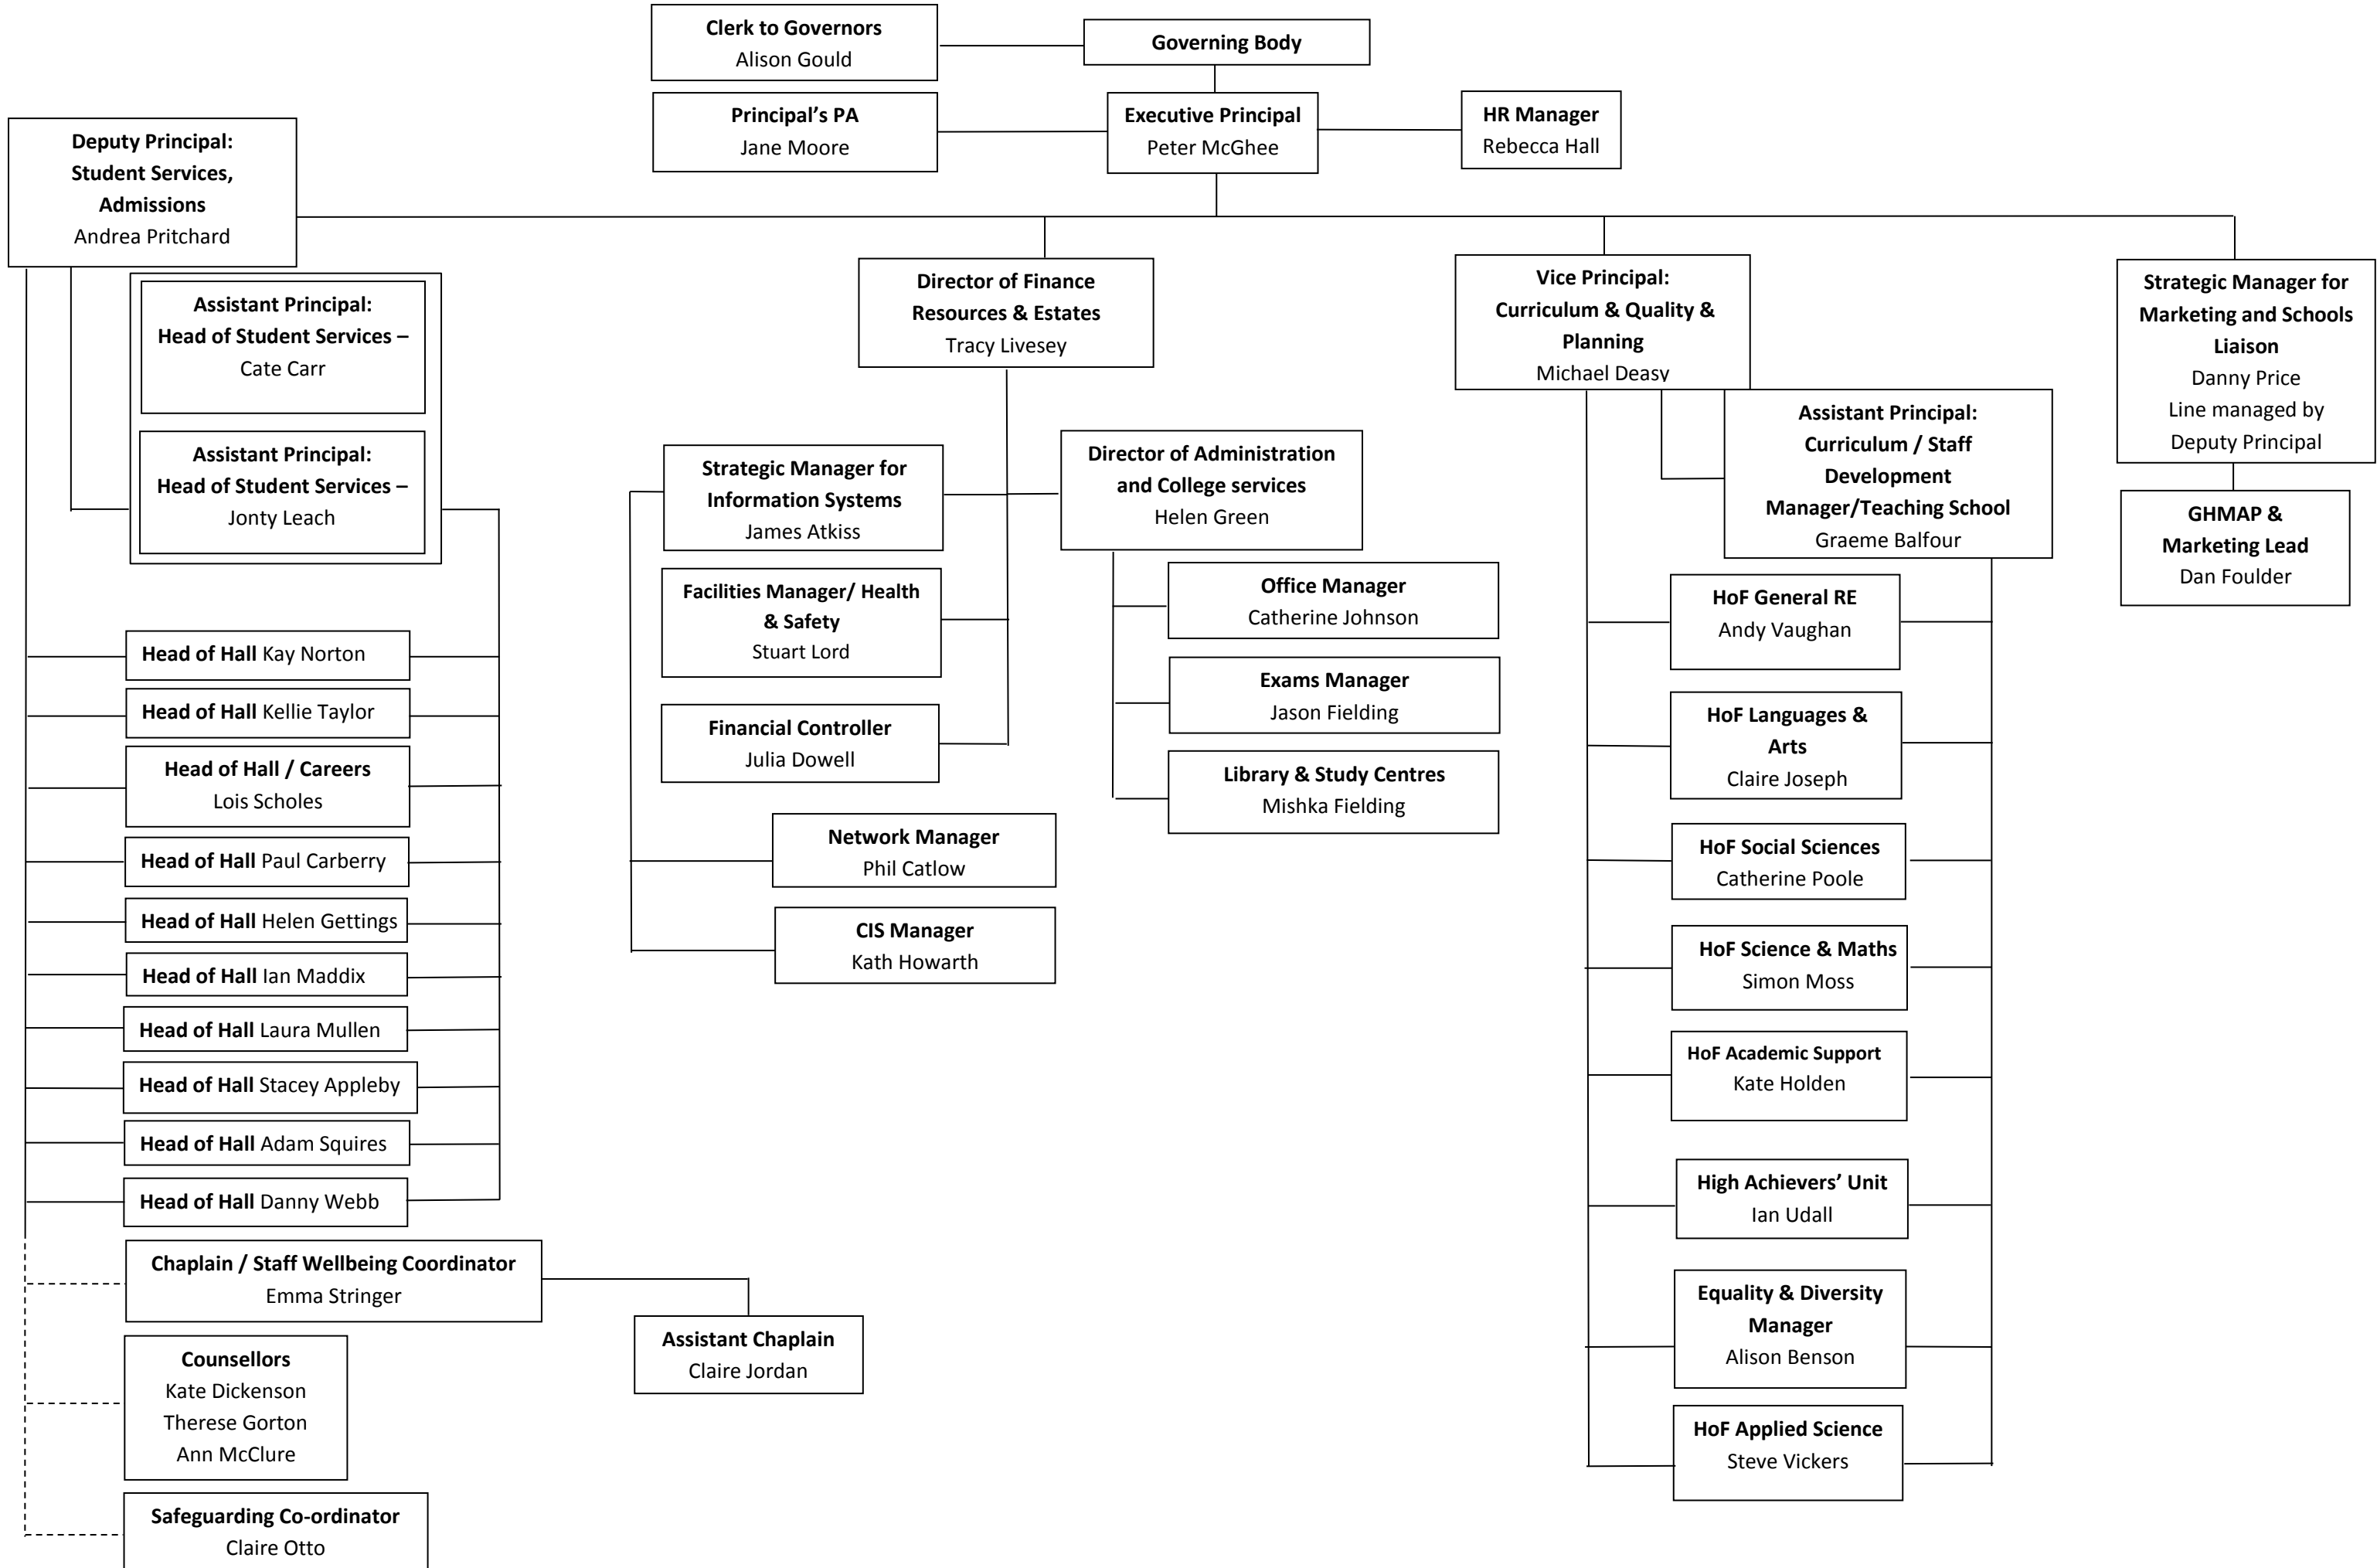 Clerk to Governors
Alison Gould
Governing Body
Principal’s PA
Jane Moore
Executive Principal
Peter McGhee
HR Manager
Rebecca Hall
Deputy Principal:
Student Services,
Admissions
Andrea Pritchard
Assistant Principal:
Head of Student Services –
Cate Carr
Assistant Principal:
Head of Student Services –
Jonty Leach
Head of Hall Kay Norton
Head of Hall Kellie Taylor
Head of Hall / Careers
Lois Scholes
Head of Hall Paul Carberry
Head of Hall Helen Gettings
Head of Hall Ian Maddix
Head of Hall Laura Mullen
Head of Hall Stacey Appleby
Head of Hall Adam Squires
Head of Hall Danny Webb
Chaplain / Staff Wellbeing Coordinator
Emma Stringer
Assistant Chaplain
Claire Jordan
Counsellors
Kate Dickenson
Therese Gorton
Ann McClure
Safeguarding Co-ordinator
Claire Otto
Director of Finance
Resources & Estates
Tracy Livesey
Strategic Manager for
Information Systems
James Atkiss
Facilities Manager/ Health
& Safety
Stuart Lord
Financial Controller
Julia Dowell
Network Manager
Phil Catlow
CIS Manager
Kath Howarth
Director of Administration
and College services
Helen Green
Office Manager
Catherine Johnson
Exams Manager
Jason Fielding
Library & Study Centres
Mishka Fielding
Vice Principal:
Curriculum & Quality &
Planning
Michael Deasy
Assistant Principal:
Curriculum / Staff
Development
Manager/Teaching School
Graeme Balfour
HoF General RE
Andy Vaughan
HoF Languages &
Arts
Claire Joseph
HoF Social Sciences
Catherine Poole
HoF Science & Maths
Simon Moss
HoF Academic Support
Kate Holden
High Achievers’ Unit
Ian Udall
Equality & Diversity
Manager
Alison Benson
HoF Applied Science
Steve Vickers
Strategic Manager for
Marketing and Schools
Liaison
Danny Price
Line managed by
Deputy Principal
GHMAP &
Marketing Lead
Dan Foulder